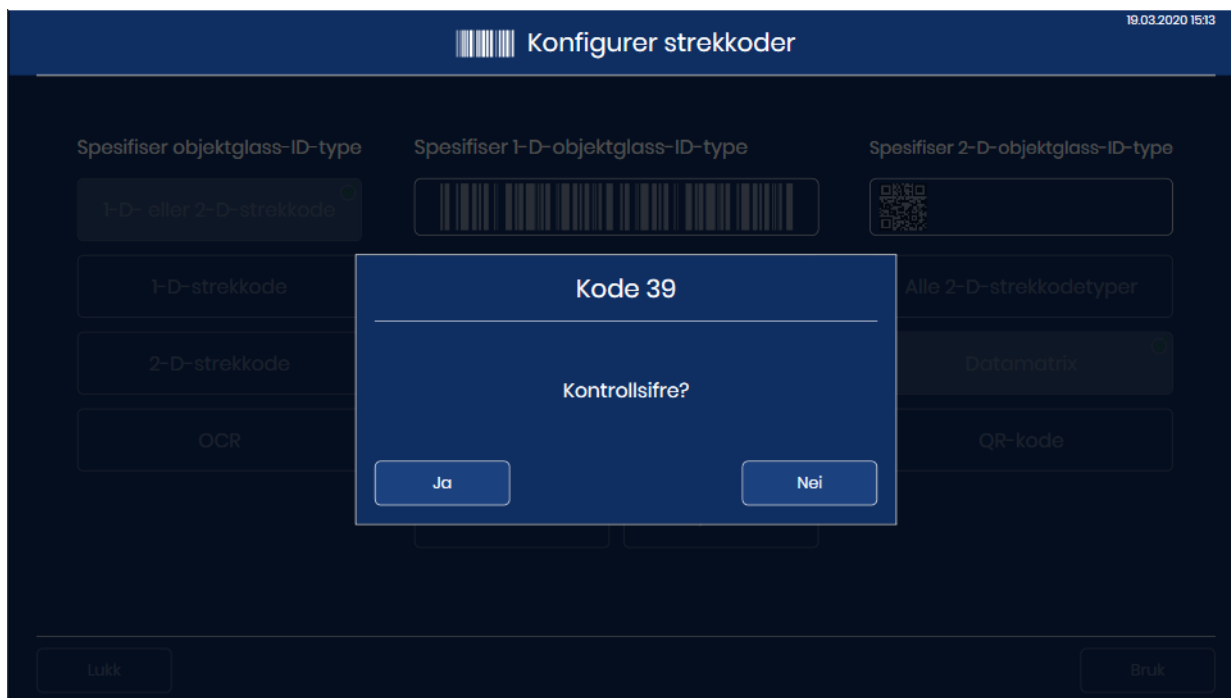 19.03.2020 15:13
Konfigurer strekkoder
Spesifiser objektglass-ID-type
Spesifiser 1-D-objektglass-ID-type
Spesifiser 2-D-objektglass-ID-type
1-D- eller 2-D-strekkode
1-D-strekkode
Alle 2-D-strekkodetyper
2-D-strekkode
Datamatrix
OCR
QR-kode
Kode 39
Kontrollsifre?
Ja
Nei
Lukk
Bruk